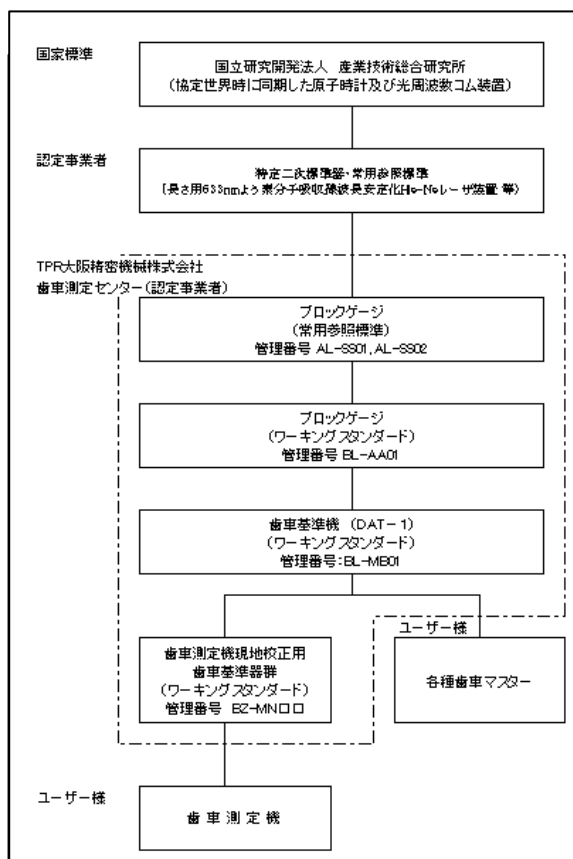 国家標準
国立研究開発法人 産業技術総合研究所
(協定世界時に同期した原子時計及び光周波数コム装置)
認定事業者
特定二次標準器・常用参照標準
(長さ用633nmよう素分子吸収線波長安定化He-Neレーザ装置 等)
TPR大阪精密機械株式会社
歯車測定センター(認定事業者)
ブロックゲージ
(常用参照標準)
管理番号 AL-SS01,AL-SS02
ブロックゲージ
(ワーキングスタンダード)
管理番号 BL-AA01
歯車基準機 (DAT-1)
(ワーキングスタンダード)
管理番号:BL-MB01
ユーザー様
歯車測定機現地校正用
歯車基準器群
(ワーキングスタンダード)
管理番号 BZ-MN□□
各種歯車マスター
ユーザー様
歯車測定機